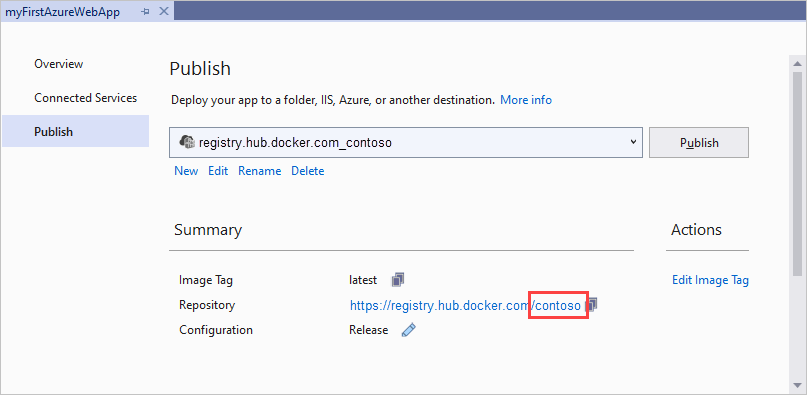 myFirstAzureWebApp
Overview
Connected Services
Publish
Publish
Deploy your app to a folder, IIS, Azure, or another destination. More info
registry.hub.docker.com_contoso
Publish
New Edit Rename Delete
Summary
Actions
Image Tag latest
Edit Image Tag
Repository https://registry.hub.docker.com/contoso
Configuration Release